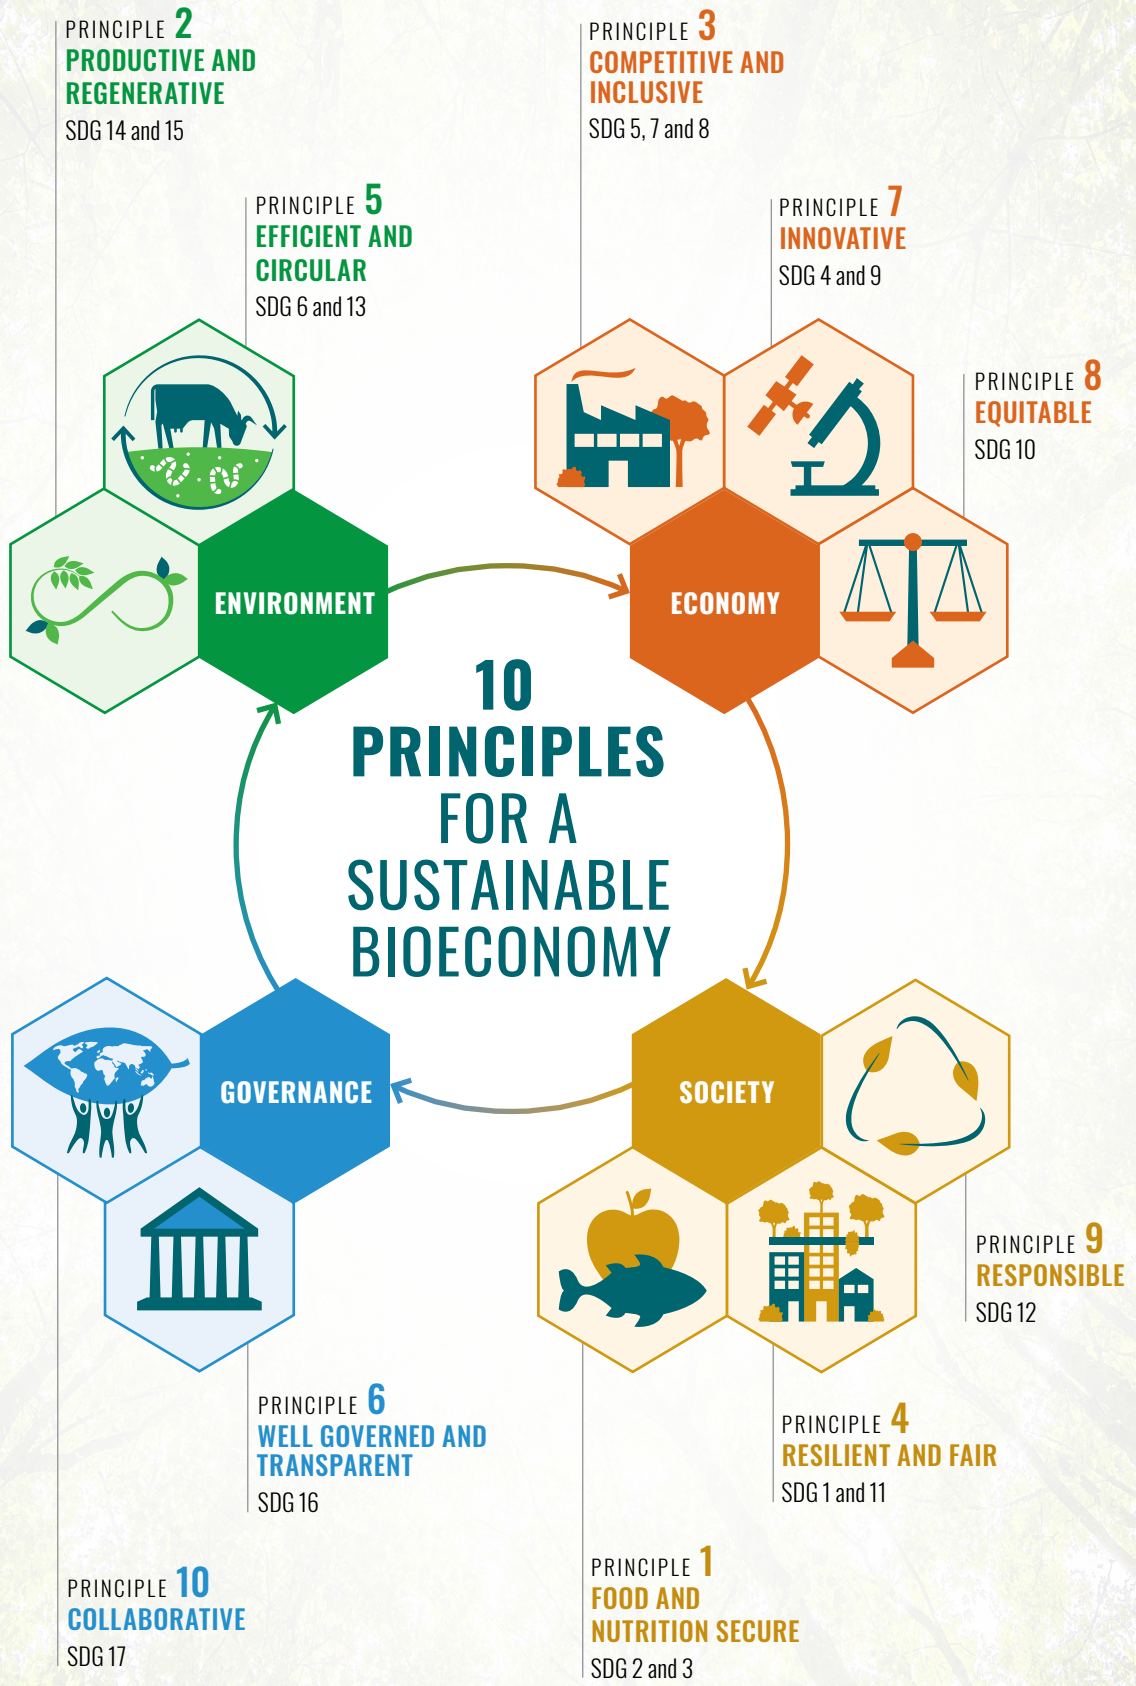 PRINCIPLE 2
PRODUCTIVE AND
REGENERATIVE
SDG 14 and 15
PRINCIPLE 3
COMPETITIVE AND
INCLUSIVE
SDG 5, 7 and 8
PRINCIPLE 5
EFFICIENT AND
CIRCULAR
SDG 6 and 13
PRINCIPLE 7
INNOVATIVE
SDG 4 and 9
PRINCIPLE 8
EQUITABLE
SDG 10
ENVIRONMENT
ECONOMY
10
PRINCIPLES
FOR A
SUSTAINABLE
BIOECONOMY
GOVERNANCE
SOCIETY
PRINCIPLE 9
RESPONSIBLE
SDG 12
PRINCIPLE 6
WELL GOVERNED AND
TRANSPARENT
SDG 16
PRINCIPLE 4
RESILIENT AND FAIR
SDG 1 and 11
PRINCIPLE 10
COLLABORATIVE
SDG 17
PRINCIPLE 1
FOOD AND
NUTRITION SECURE
SDG 2 and 3